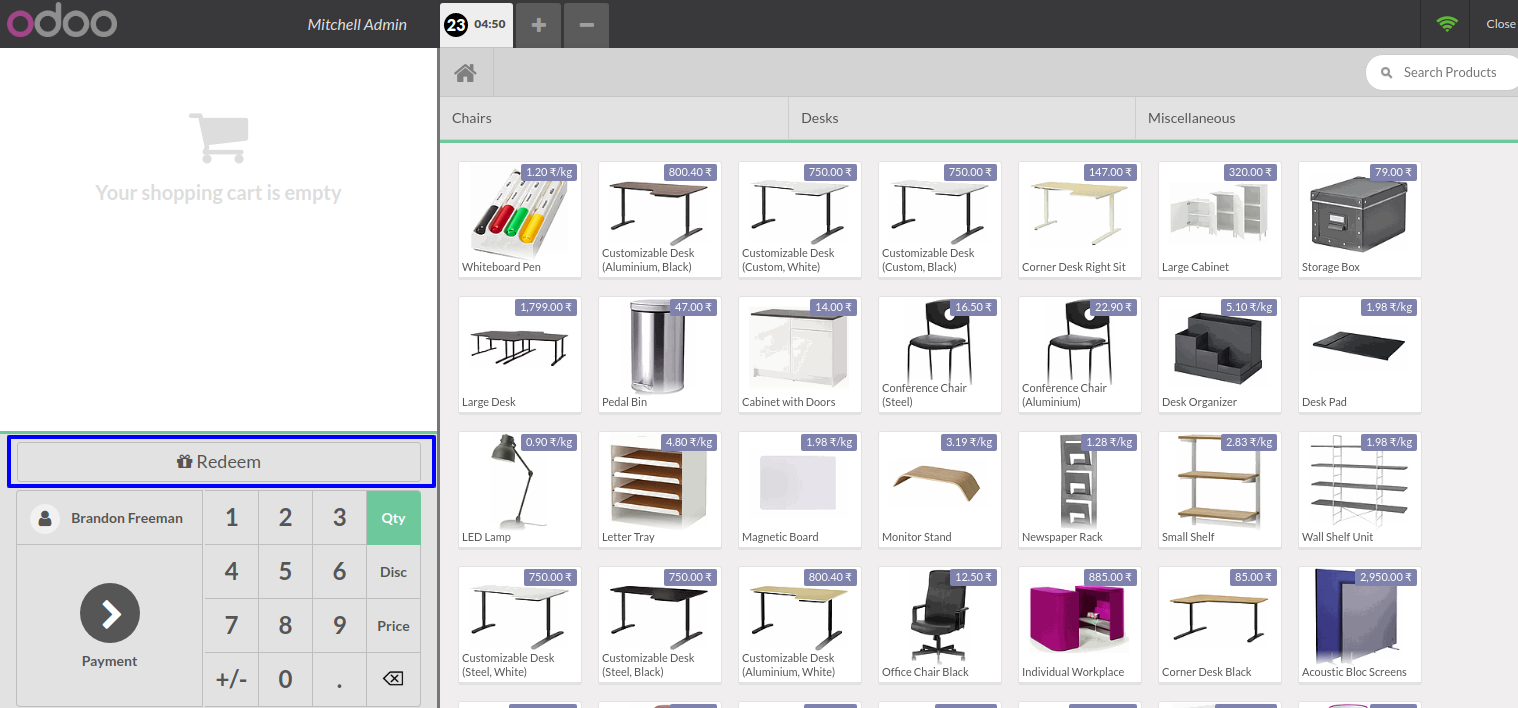 odoo
Mitchell Admin
23 04:50
Close
Search Products
Chairs
Desks
Miscellaneous
Your shopping cart is empty
1.20 ₹/kg
Whiteboard Pen
800.40 ₹
Customizable Desk
(Aluminium, Black)
750.00 ₹
Customizable Desk
(Custom, White)
750.00 ₹
Customizable Desk
(Custom, Black)
147.00 ₹
Corner Desk Right Sit
320.00 ₹
Large Cabinet
79.00 ₹
Storage Box
1,799.00 ₹
Large Desk
47.00 ₹
Pedal Bin
14.00 ₹
Cabinet with Doors
16.50 ₹
Conference Chair
(Steel)
22.90 ₹
Conference Chair
(Aluminium)
5.10 ₹/kg
Desk Organizer
1.98 ₹/kg
Desk Pad
0.90 ₹/kg
LED Lamp
4.80 ₹/kg
Letter Tray
1.98 ₹/kg
Magnetic Board
3.19 ₹/kg
Monitor Stand
1.28 ₹/kg
Newspaper Rack
2.83 ₹/kg
Small Shelf
1.98 ₹/kg
Wall Shelf Unit
750.00 ₹
Customizable Desk
(Steel, White)
750.00 ₹
Customizable Desk
(Steel, Black)
800.40 ₹
Customizable Desk
(Aluminium, White)
12.50 ₹
Office Chair Black
885.00 ₹
Individual Workplace
85.00 ₹
Corner Desk Black
2,950.00 ₹
Acoustic Bloc Screens
Redeem
Brandon Freeman
1 2 3 Qty
4 5 6 Disc
7 8 9 Price
+/- 0 .
Payment